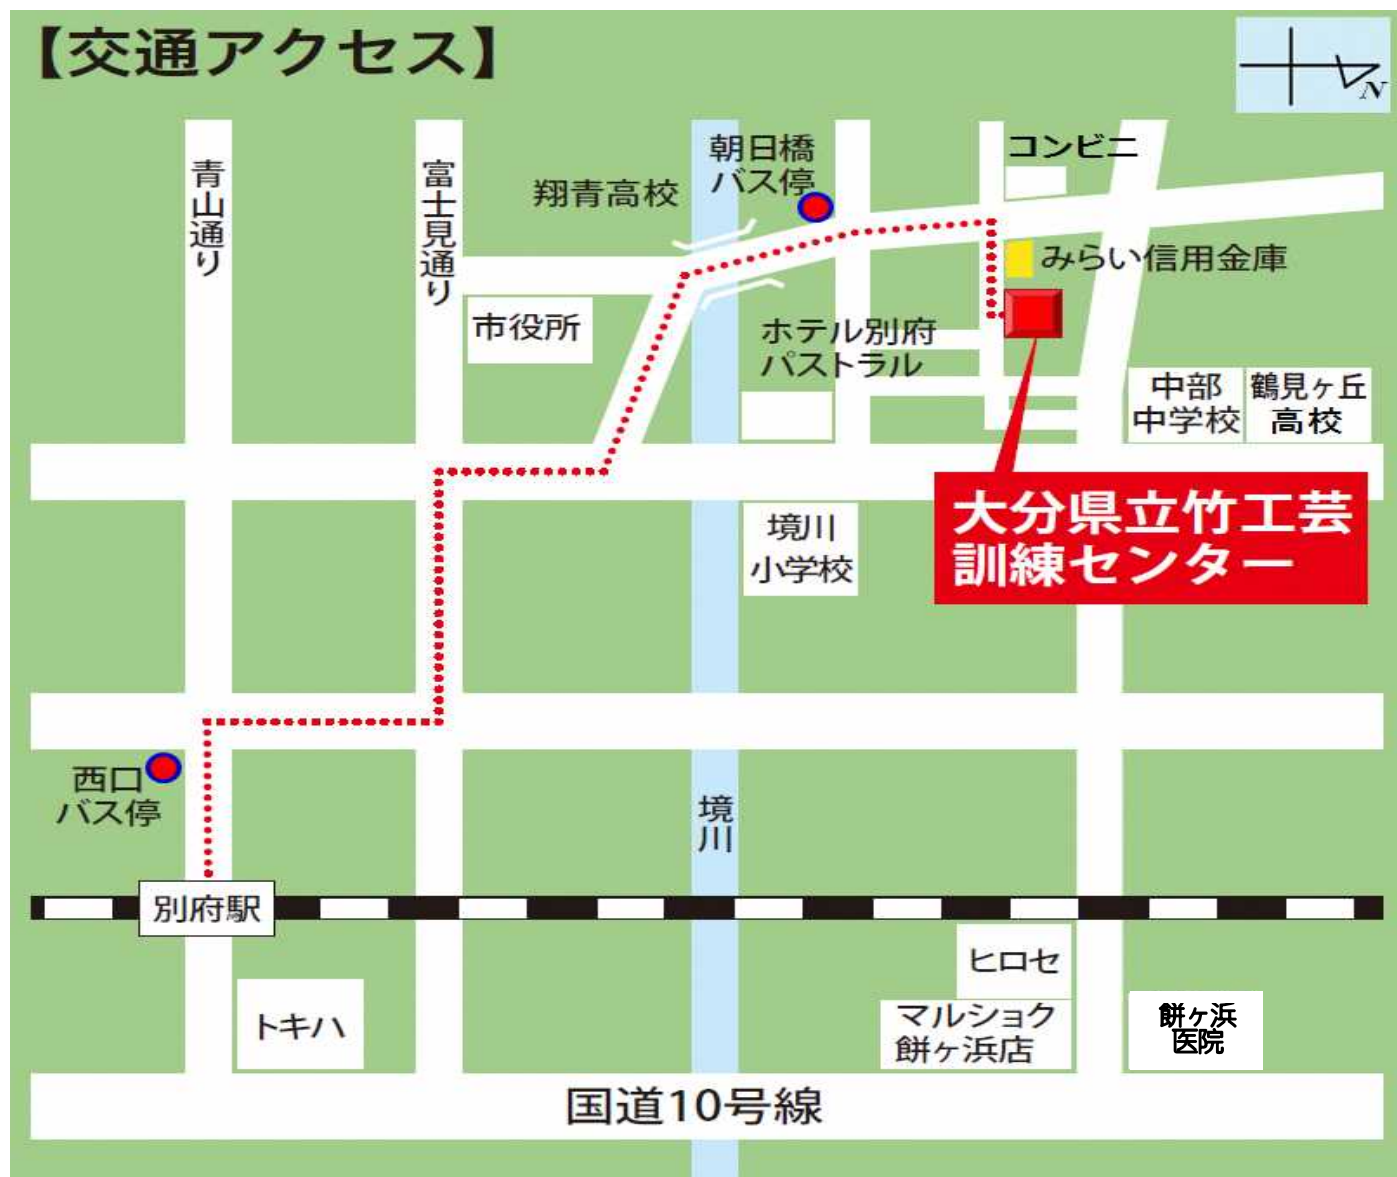 【交通アクセス】
N
青山通り
富士見通り
翔青高校
朝日橋
バス停
コンビニ
みらい信用金庫
市役所
ホテル別府
パストラル
中部
中学校
鶴見ヶ丘
高校
大分県立竹工芸
訓練センター
境川
小学校
西口
バス停
境川
別府駅
トキハ
ヒロセ
マルショク
餅ヶ浜店
餅ヶ浜
医院
国道10号線